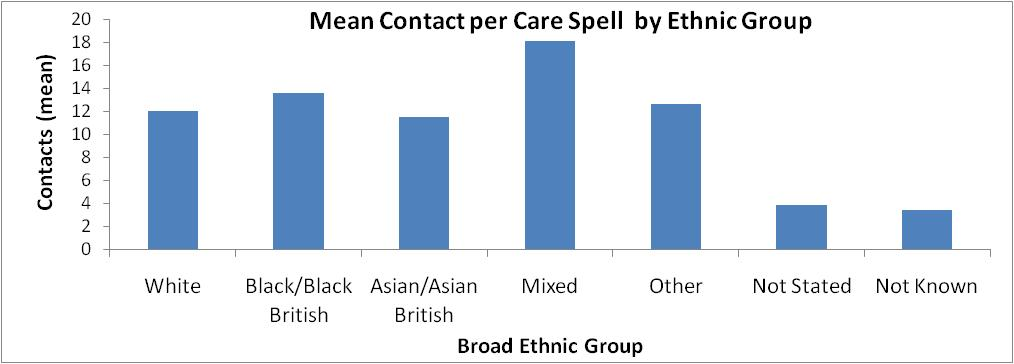 Mean Contact per Care Spell by Ethnic Group
Contacts (mean)
20
18
16
14
12
10
8
6
4
2
0
White
Black/Black British
Asian/Asian British
Mixed
Other
Not Stated
Not Known
Broad Ethnic Group